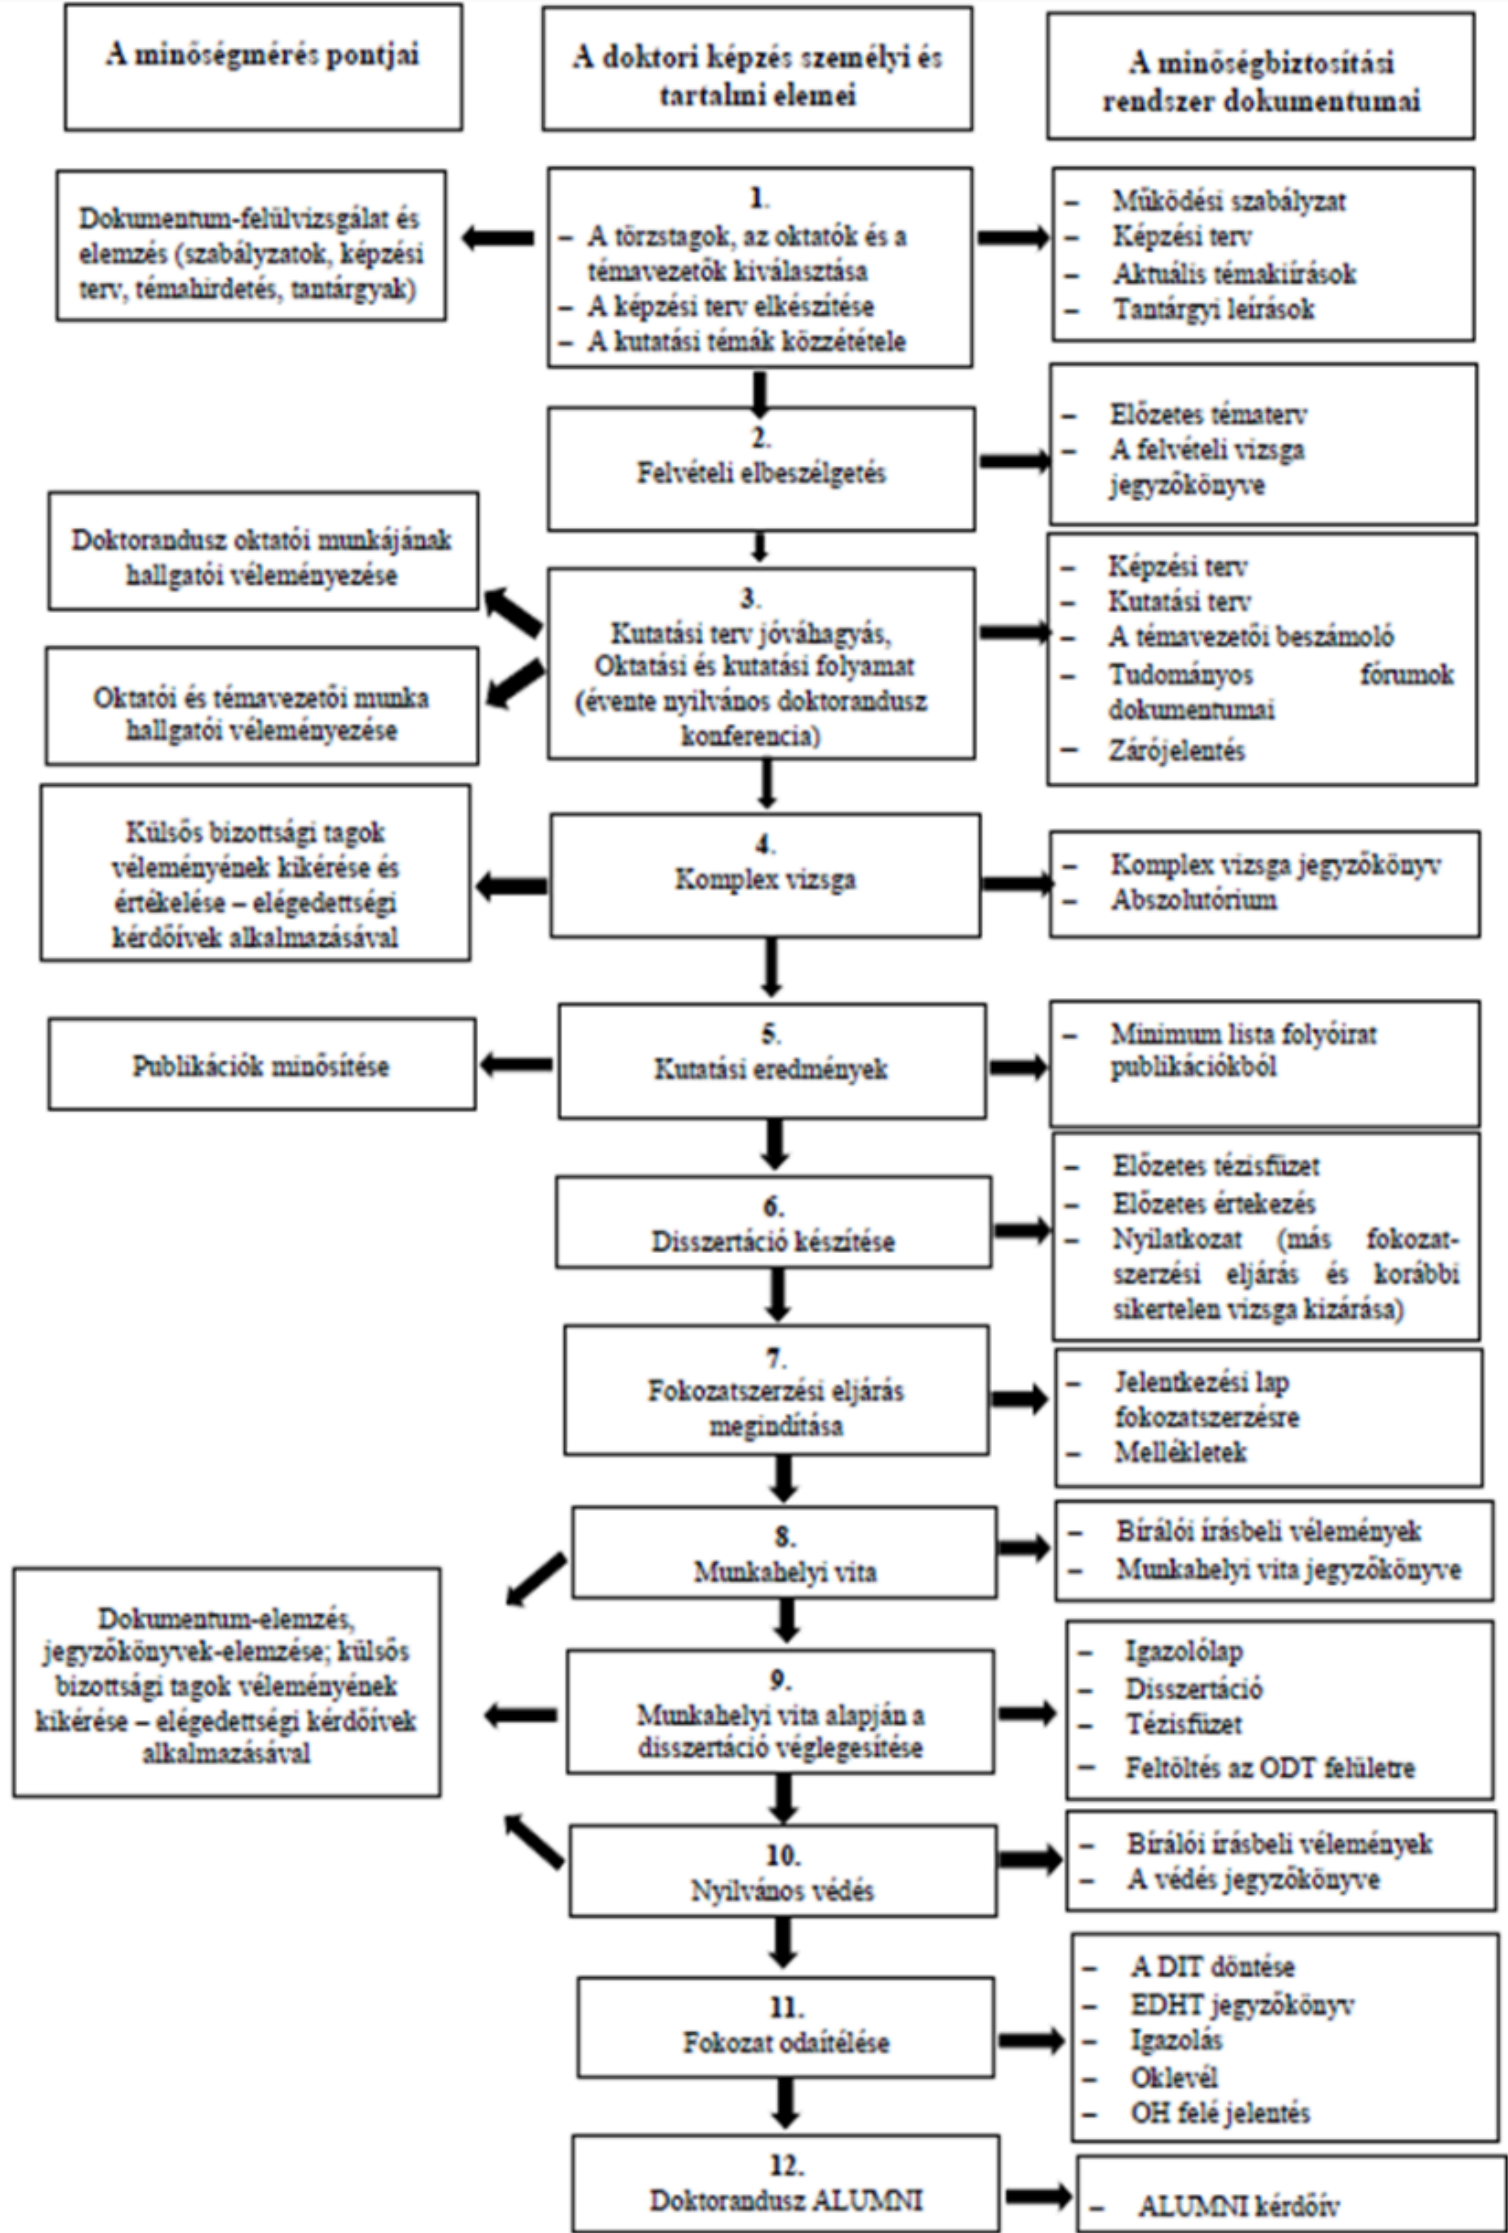 A minőségmérés pontjai
A doktori képzés személyi és
tartalmi elemei
A minőségbiztosítási
rendszer dokumentumai
Dokumentum-felülvizsgálat és
elemzés (szabályzatok, képzési
terv, témahirdetés, tantárgyak)
1.
– A törzstagok, az oktatók és a
témavezetők kiválasztása
– A képzési terv elkészítése
– A kutatási témák közzététele
– Működési szabályzat
– Képzési terv
– Aktuális témakiírások
– Tantárgyi leírások
2.
Felvételi elbeszélgetés
– Előzetes tématerv
– A felvételi vizsga
jegyzőkönyve
Doktorandusz oktatói munkájának
hallgatói véleményezése
Oktatói és témavezetői munka
hallgatói véleményezése
3.
Kutatási terv jóváhagyás,
Oktatási és kutatási folyamat
(évente nyilvános doktorandusz
konferencia)
– Képzési terv
– Kutatási terv
– A témavezetői beszámoló
– Tudományos fórumok
dokumentumai
– Zárójelentés
Külsős bizottsági tagok
véleményének kikérése és
értékelése – elégedettségi
kérdőívek alkalmazásával
4.
Komplex vizsga
– Komplex vizsga jegyzőkönyv
– Abszolutórium
Publikációk minősítése
5.
Kutatási eredmények
– Minimum lista folyóirat
publikációkból
6.
Disszertáció készítése
– Előzetes tézisfüzet
– Előzetes értekezés
– Nyilatkozat (más fokozat-
szerzési eljárás és korábbi
sikertelen vizsga kizárása)
7.
Fokozatszerzési eljárás
megindítása
– Jelentkezési lap
fokozatszerzésre
– Mellékletek
8.
Munkahelyi vita
– Bírálói írásbeli vélemények
– Munkahelyi vita jegyzőkönyve
Dokumentum-elemzés,
jegyzőkönyvek-elemzése; külsős
bizottsági tagok véleményének
kikérése – elégedettségi kérdőívek
alkalmazásával
9.
Munkahelyi vita alapján a
disszertáció véglegesítése
– Igazolólap
– Disszertáció
– Tézisfüzet
– Feltöltés az ODT felületre
10.
Nyilvános védés
– Bírálói írásbeli vélemények
– A védés jegyzőkönyve
11.
Fokozat odaítélése
– A DIT döntése
– EDHT jegyzőkönyv
– Igazolás
– Oklevél
– OH felé jelentés
12.
Doktorandusz ALUMNI
– ALUMNI kérdőív